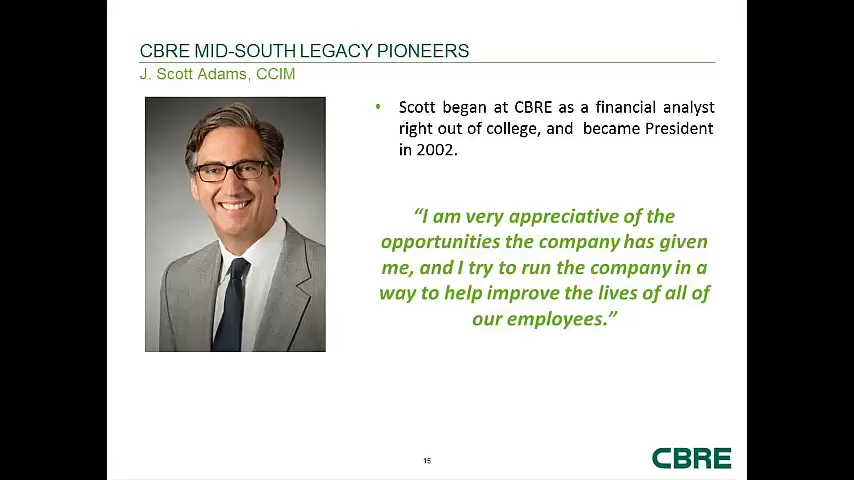 CBRE MID-SOUTH LEGACY PIONEERS
J. Scott Adams, CCIM
• Scott began at CBRE as a financial analyst
right out of college, and became President
in 2002.
“I am very appreciative of the
opportunities the company has given
me, and I try to run the company in a
way to help improve the lives of all of
our employees.”
15
CBRE